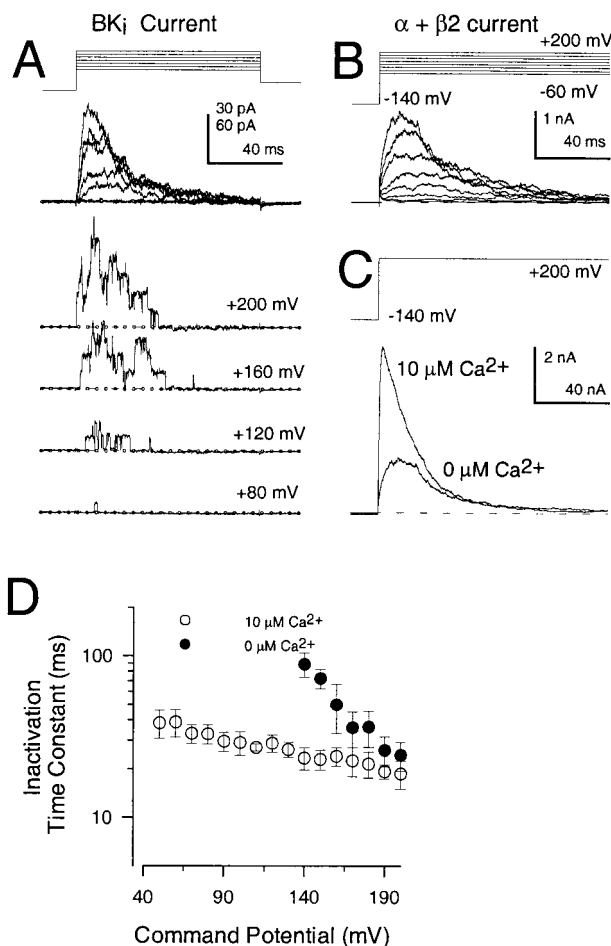 BKi Current
α + β2 current
A
30 pA
60 pA
40 ms
+200 mV
+160 mV
+120 mV
+80 mV
B
+200 mV
-60 mV
-140 mV
1 nA
40 ms
C
+200 mV
-140 mV
10 μM Ca2+
0 μM Ca2+
2 nA
40 nA
D
10 μM Ca2+
0 μM Ca2+
Inactivation
Time Constant (ms)
100
10
40
90
140
190
Command Potential (mV)